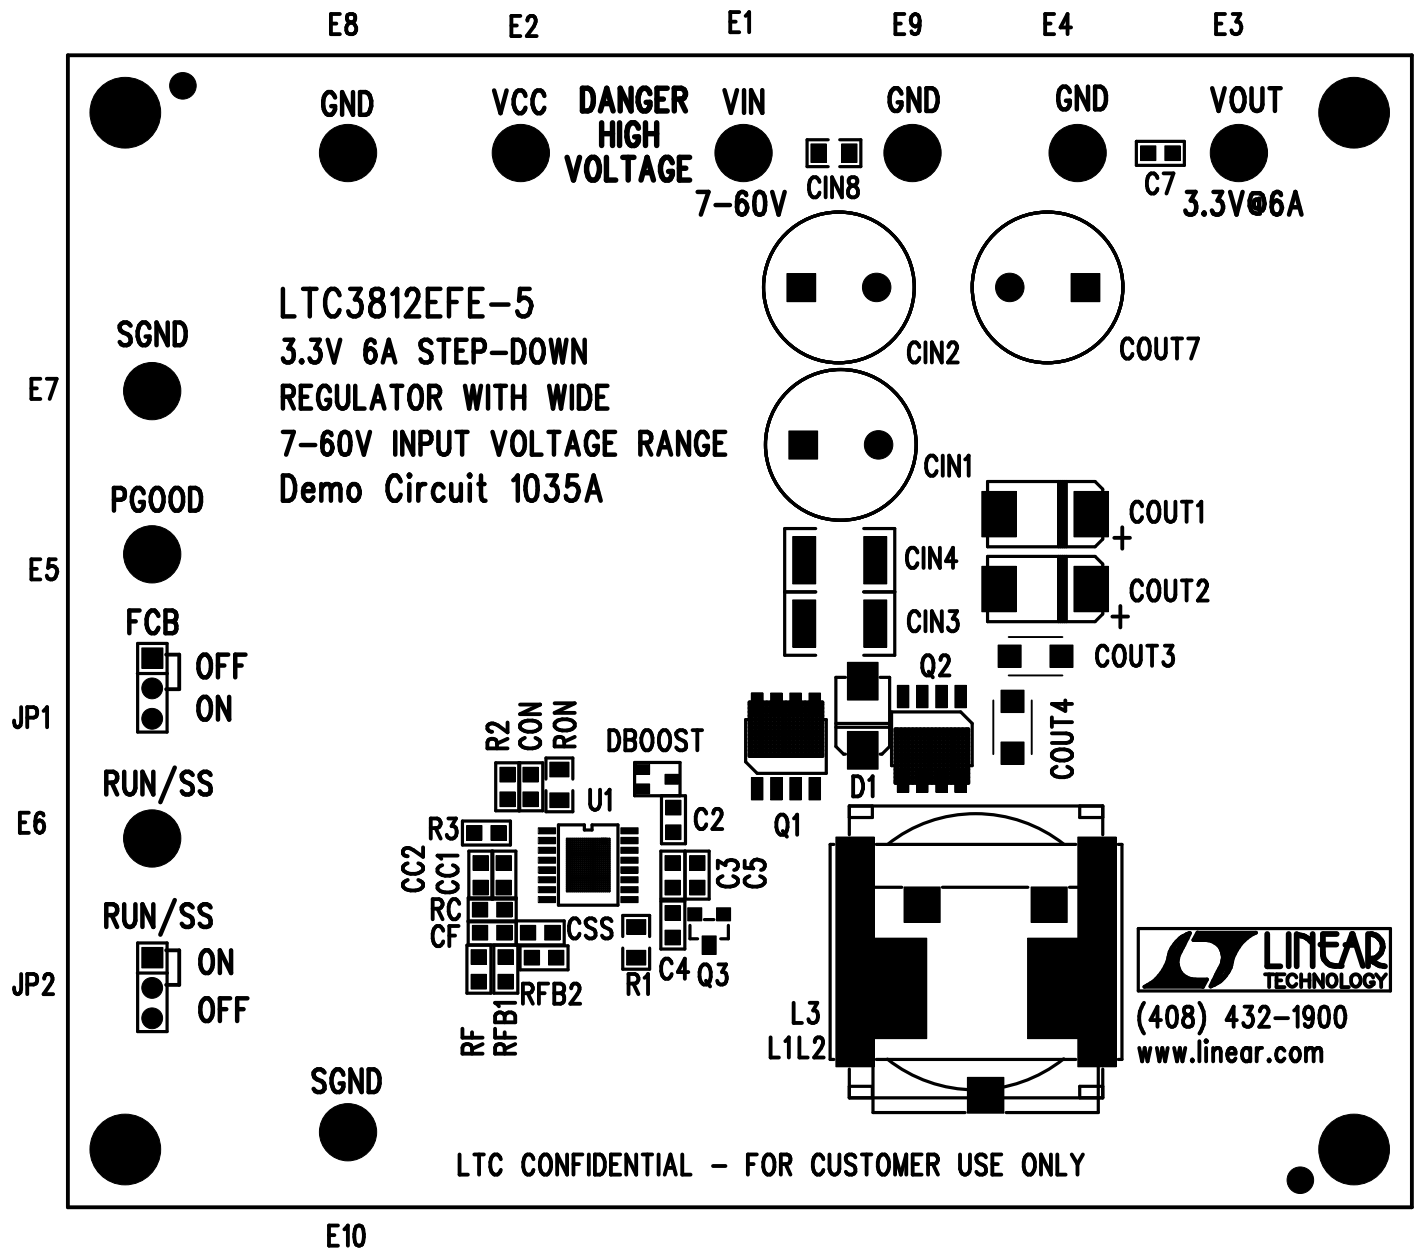 E8 E2 E1 E9 E4 E3
GND VCC DANGER VIN GND GND VOUT
HIGH
VOLTAGE
7-60V CIN8 C7 3.3V@6A
LTC3812EFE-5
SGND 3.3V 6A STEP-DOWN CIN2 COUT7
E7 REGULATOR WITH WIDE
7-60V INPUT VOLTAGE RANGE
CIN1
Demo Circuit 1035A
PGOOD
COUT1
+
E5 CIN4
COUT2
+
FCB CIN3
OFF Q2 COUT3
ON
JP1 R2 CON RON DBOOST COUT4
RUN/SS D1
U1
E6 R3 C2 Q1
CC2 CC1 C3 C5
RUN/SS RC
CF CSS
ON C4 Q3 LINEAR
JP2 RFB2 R1 TECHNOLOGY
OFF L3 (408) 432-1900
RF RFB1 L1L2 www.linear.com
SGND
LTC CONFIDENTIAL - FOR CUSTOMER USE ONLY
E10